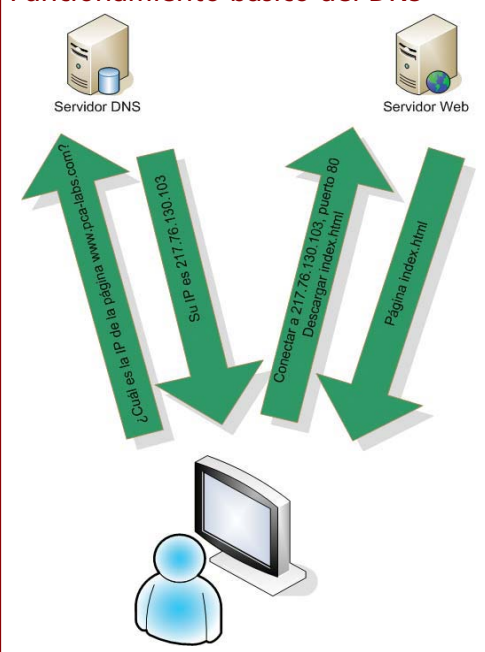 Funcionamiento básico del DNS
Servidor DNS
Servidor Web
¿Cuál es la IP de la página www.pca-labs.com?
Su IP es 217.76.130.103
Conectar a 217.76.130.103, puerto 80
Descargar index.html
Página index.html